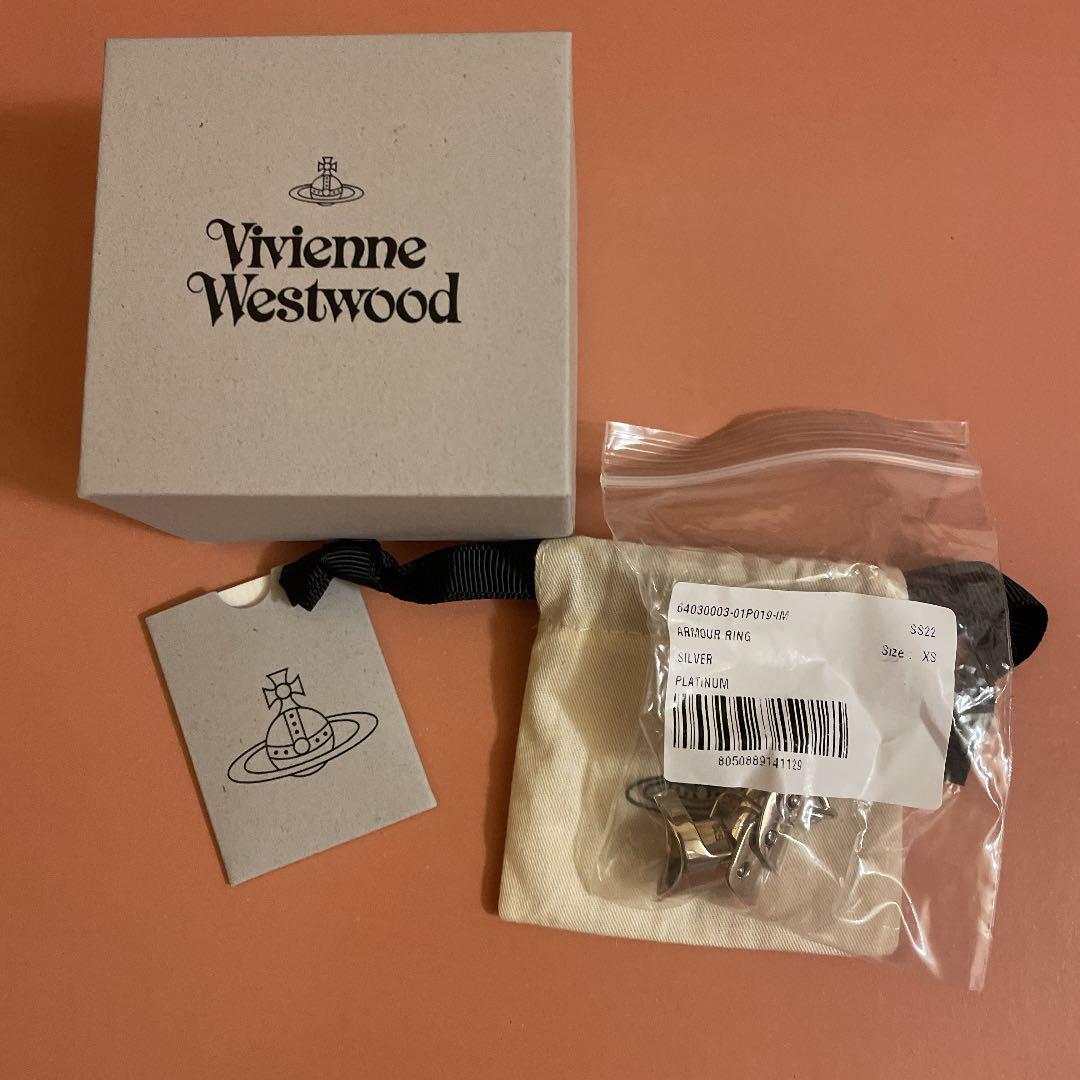 Vivienne
Westwood
64030003-01P019-IM
SS22
ARMOUR RING
Size : XS
SILVER
PLATINUM
8050889141129